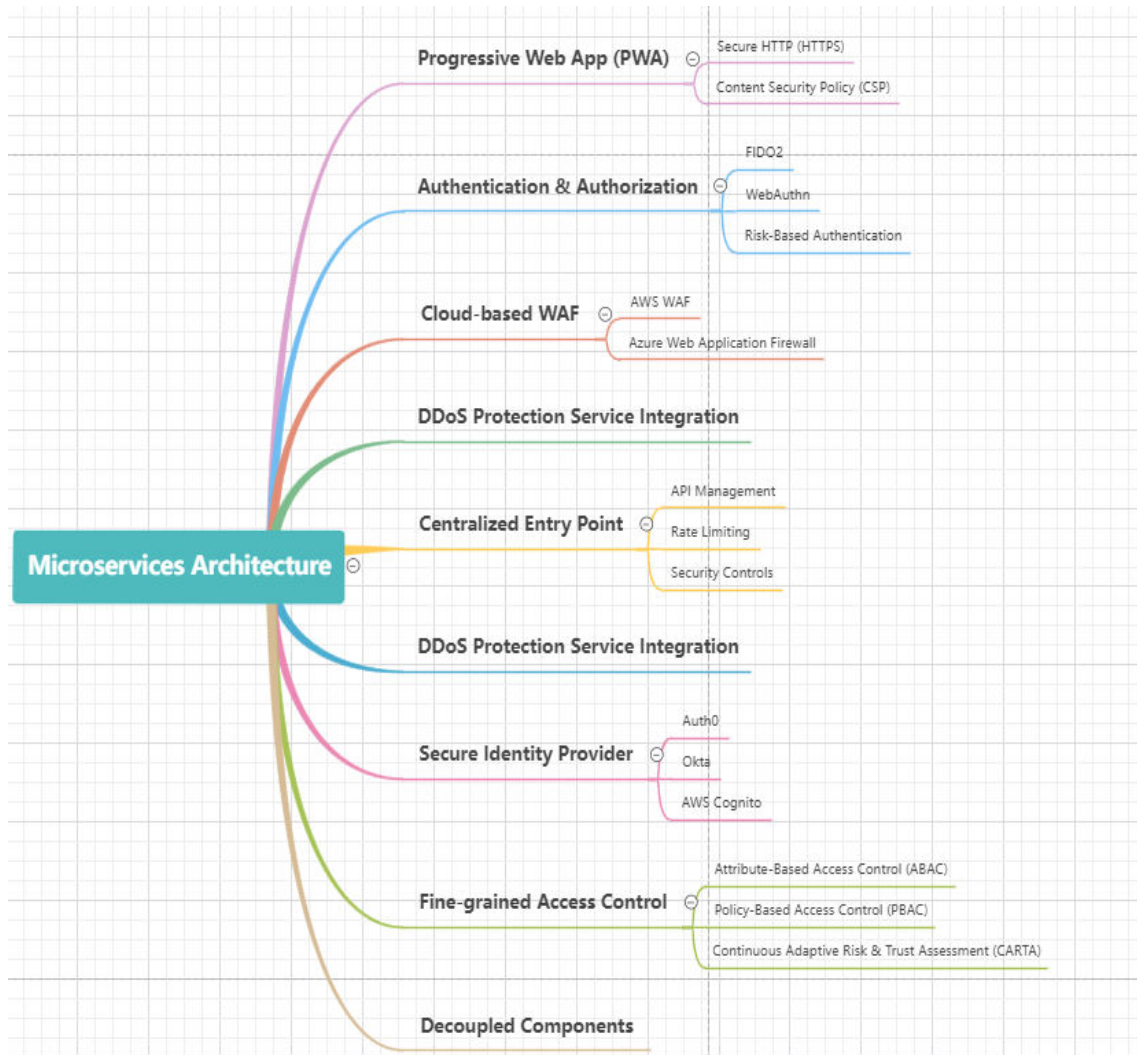 Progressive Web App (PWA)
Secure HTTP (HTTPS)
Content Security Policy (CSP)
Authentication & Authorization
FIDO2
WebAuthn
Risk-Based Authentication
Cloud-based WAF
AWS WAF
Azure Web Application Firewall
DDoS Protection Service Integration
Centralized Entry Point
API Management
Rate Limiting
Security Controls
Microservices Architecture
DDoS Protection Service Integration
Secure Identity Provider
Auth0
Okta
AWS Cognito
Fine-grained Access Control
Attribute-Based Access Control (ABAC)
Policy-Based Access Control (PBAC)
Continuous Adaptive Risk & Trust Assessment (CARTA)
Decoupled Components